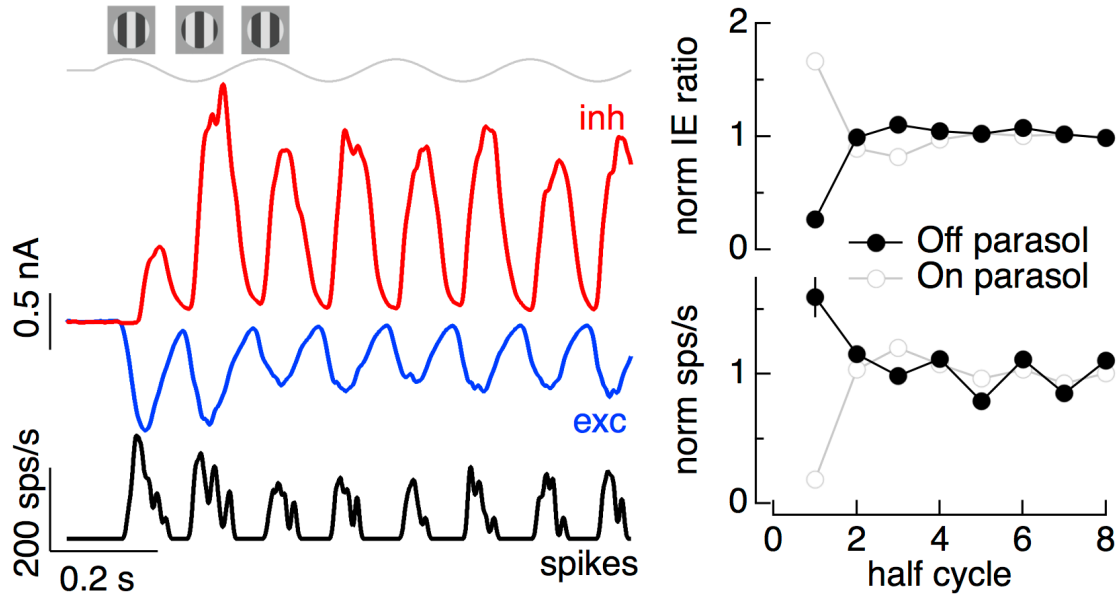 inh
0.5 nA
exc
200 sps/s
0.2 s
spikes
2
norm IE ratio
1
0
Off parasol
On parasol
norm sps/s
1
0
0 2 4 6 8
half cycle